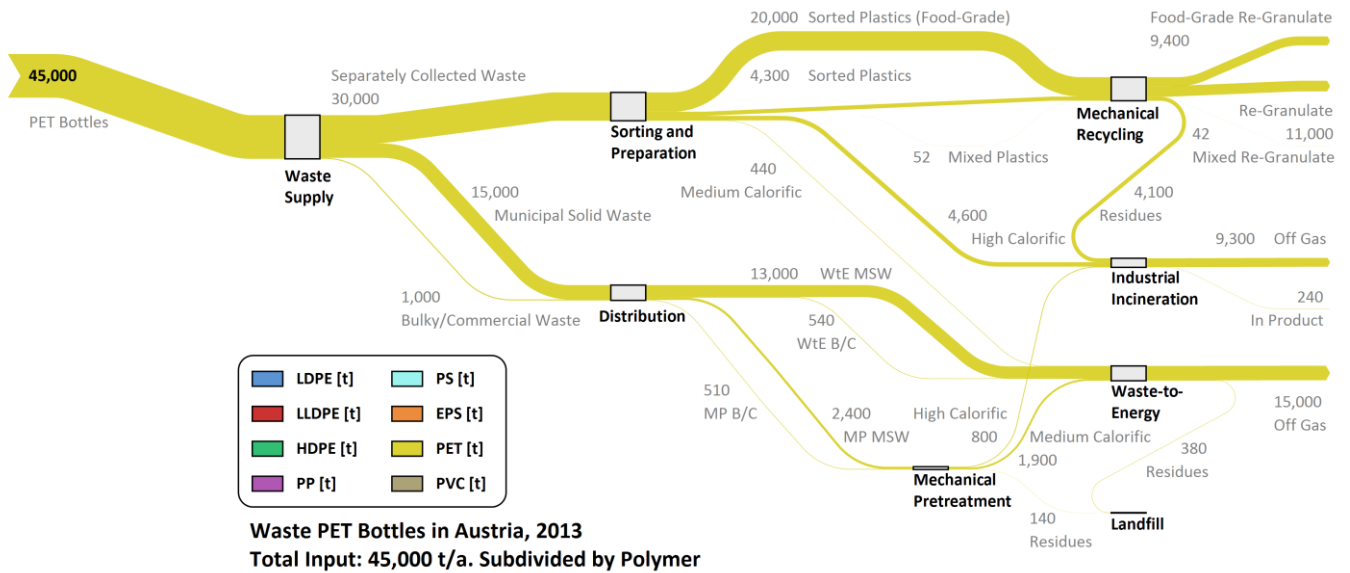 45,000
PET Bottles
Waste
Supply
Separately Collected Waste
30,000
15,000
Municipal Solid Waste
1,000
Bulky/Commercial Waste
Sorting and
Preparation
Distribution
20,000 Sorted Plastics (Food-Grade)
4,300 Sorted Plastics
440
Medium Calorific
52 Mixed Plastics
4,600
High Calorific
13,000 WtE MSW
540
WtE B/C
510
MP B/C
2,400
MP MSW
Mechanical
Pretreatment
High Calorific
800
Medium Calorific
1,900
140
Residues
Mechanical
Recycling
Food-Grade Re-Granulate
9,400
Re-Granulate
11,000
42
Mixed Re-Granulate
4,100
Residues
Industrial
Incineration
9,300 Off Gas
240
In Product
Waste-to-
Energy
15,000
Off Gas
380
Residues
Landfill
LDPE [t]
PS [t]
LLDPE [t]
EPS [t]
HDPE [t]
PET [t]
PP [t]
PVC [t]
Waste PET Bottles in Austria, 2013
Total Input: 45,000 t/a. Subdivided by Polymer